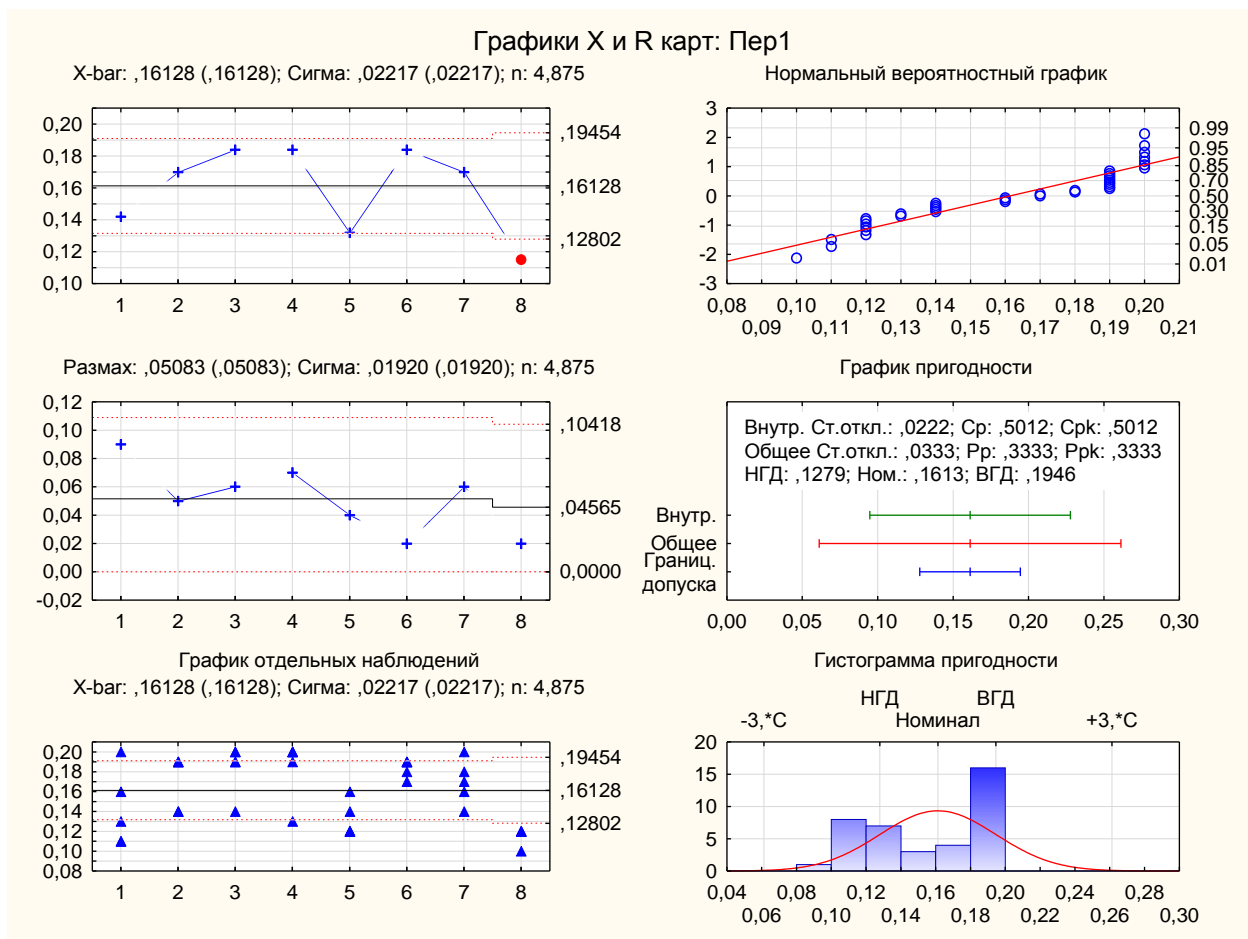 Графики X и R карт: Пер1
X-bar: ,16128 (,16128); Сигма: ,02217 (,02217); n: 4,875
0,20
0,18
0,16
0,14
0,12
0,10
,19454
,16128
,12802
1 2 3 4 5 6 7 8
Нормальный вероятностный график
3
2
1
0
-1
-2
-3
0.99
0.95
0.85
0.70
0.50
0.30
0.15
0.05
0.01
0,08 0,10 0,12 0,14 0,16 0,18 0,20
0,09 0,11 0,13 0,15 0,17 0,19 0,21
Размах: ,05083 (,05083); Сигма: ,01920 (,01920); n: 4,875
0,12
0,10
0,08
0,06
0,04
0,02
0,00
-0,02
,10418
,04565
0,0000
1 2 3 4 5 6 7 8
График пригодности
Внутр. Ст.откл.: ,0222; Cp: ,5012; Cpk: ,5012
Общее Ст.откл.: ,0333; Pp: ,3333; Ppk: ,3333
НГД: ,1279; Ном.: ,1613; ВГД: ,1946
Внутр.
Общее
Границ.
допуска
0,00 0,05 0,10 0,15 0,20 0,25 0,30
График отдельных наблюдений
X-bar: ,16128 (,16128); Сигма: ,02217 (,02217); n: 4,875
0,20
0,18
0,16
0,14
0,12
0,10
0,08
,19454
,16128
,12802
1 2 3 4 5 6 7 8
Гистограмма пригодности
НГД ВГД
-3,*С Номинал +3,*С
20
15
10
5
0
0,04 0,08 0,12 0,16 0,20 0,24 0,28
0,06 0,10 0,14 0,18 0,22 0,26 0,30